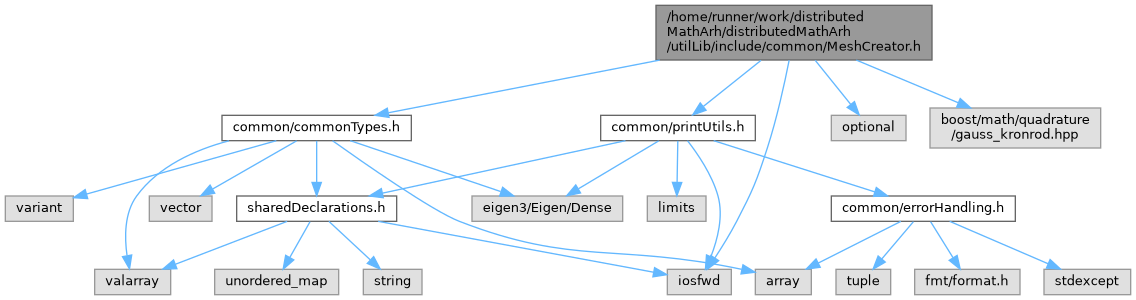 /home/runner/work/distributed
MathArh/distributedMathArh
/utilLib/include/common/MeshCreator.h
common/commonTypes.h
common/printUtils.h
optional
boost/math/quadrature
/gauss_kronrod.hpp
variant
vector
sharedDeclarations.h
eigen3/Eigen/Dense
limits
common/errorHandling.h
valarray
unordered_map
string
iosfwd
array
tuple
fmt/format.h
stdexcept